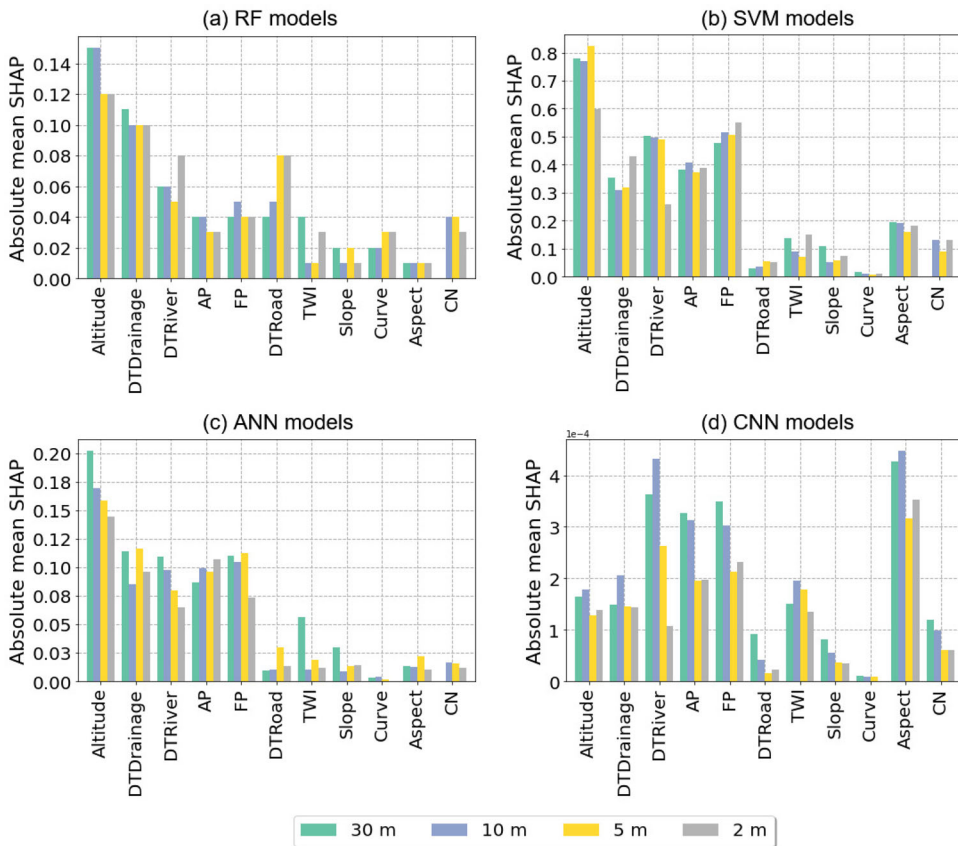 (a) RF models
Absolute mean SHAP
0.14
0.12
0.10
0.08
0.06
0.04
0.02
0.00
Altitude
DTDrainage
DTRiver
AP
FP
DTRoad
TWI
Slope
Curve
Aspect
CN
(b) SVM models
Absolute mean SHAP
0.8
0.7
0.6
0.5
0.4
0.3
0.2
0.1
0.0
Altitude
DTDrainage
DTRiver
AP
FP
DTRoad
TWI
Slope
Curve
Aspect
CN
(c) ANN models
Absolute mean SHAP
0.20
0.18
0.15
0.13
0.10
0.08
0.05
0.03
0.00
Altitude
DTDrainage
DTRiver
AP
FP
DTRoad
TWI
Slope
Curve
Aspect
CN
(d) CNN models
1e−4
Absolute mean SHAP
4
3
2
1
0
Altitude
DTDrainage
DTRiver
AP
FP
DTRoad
TWI
Slope
Curve
Aspect
CN
30 m
10 m
5 m
2 m